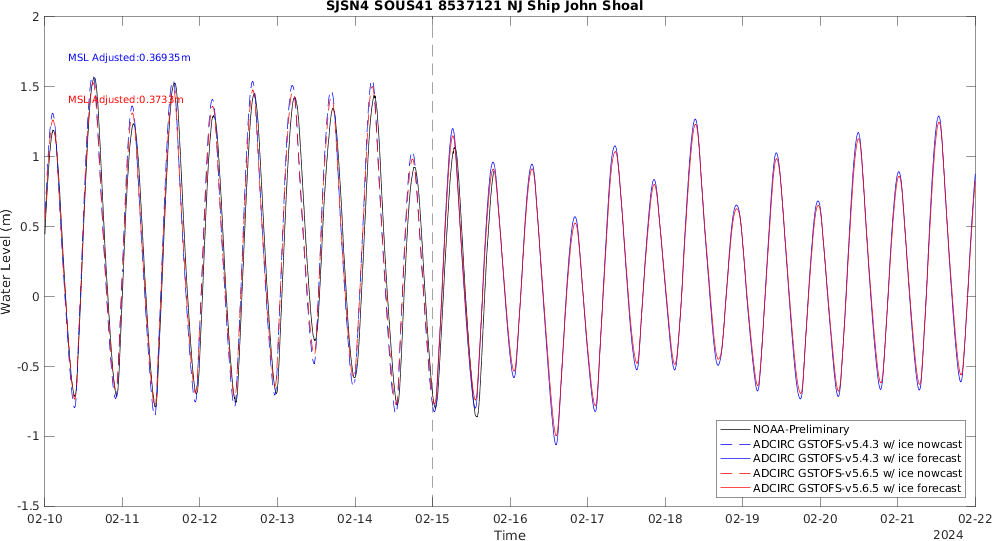 SJSN4 SOUS41 8537121 NJ Ship John Shoal
MSL Adjusted:0.36935m
MSL Adjusted:0.3733m
Water Level (m)
2
1.5
1
0.5
0
-0.5
-1
-1.5
NOAA-Preliminary
ADCIRC GSTOFS-v5.4.3 w/ ice nowcast
ADCIRC GSTOFS-v5.4.3 w/ ice forecast
ADCIRC GSTOFS-v5.6.5 w/ ice nowcast
ADCIRC GSTOFS-v5.6.5 w/ ice forecast
02-10 02-11 02-12 02-13 02-14 02-15 02-16 02-17 02-18 02-19 02-20 02-21 02-22
Time
2024